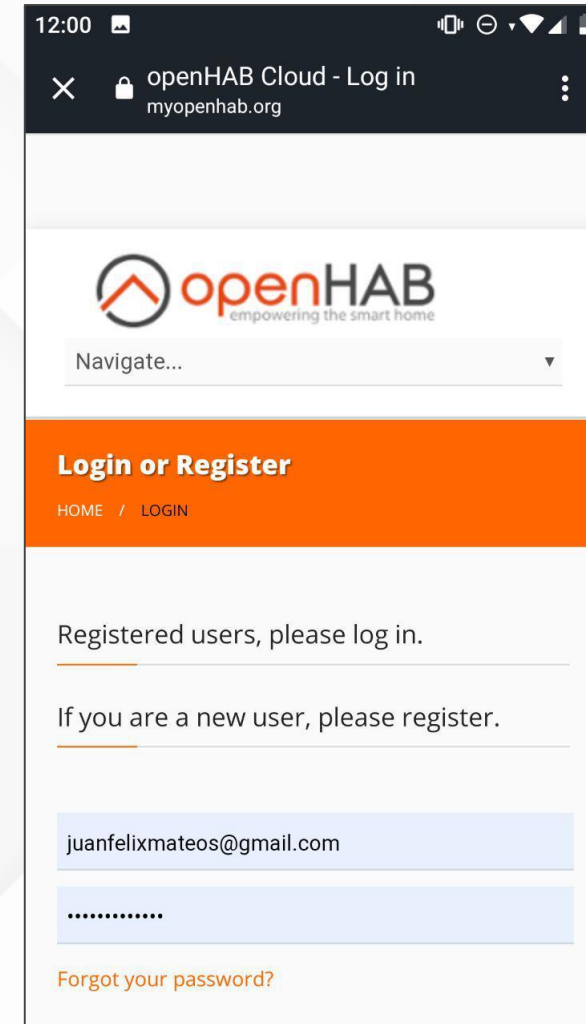 12:00
openHAB Cloud - Log in
myopenhab.org
openHAB
empowering the smart home
Navigate...
Login or Register
HOME / LOGIN
Registered users, please log in.
If you are a new user, please register.
juanfelixmateos@gmail.com
•••••••••••••
Forgot your password?